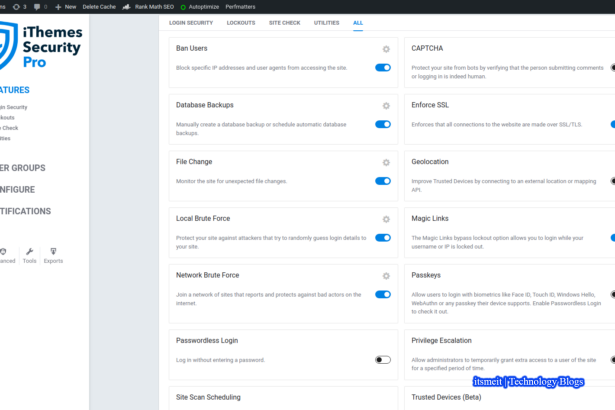 3 0 New Delete Cache Rank Math SEO Autoptimize Perfmatters
iThemes
Security
Pro
LOGIN SECURITY LOCKOUTS SITE CHECK UTILITIES ALL
ATURES
gin Security
ckouts
e Check
ities
ER GROUPS
NFIGURE
TIFICATIONS
anced Tools Exports
Ban Users
Block specific IP addresses and user agents from accessing the site.
CAPTCHA
Protect your site from bots by verifying that the person submitting comments
or logging in is indeed human.
Database Backups
Manually create a database backup or schedule automatic database
backups.
Enforce SSL
Enforces that all connections to the website are made over SSL/TLS.
File Change
Monitor the site for unexpected file changes.
Geolocation
Improve Trusted Devices by connecting to an external location or mapping
API.
Local Brute Force
Protect your site against attackers that try to randomly guess login details to
your site.
Magic Links
The Magic Links bypass lockout option allows you to login while your
username or IP is locked out.
Network Brute Force
Join a network of sites that reports and protects against bad actors on the
internet.
Passkeys
Allow users to login with biometrics like Face ID, Touch ID, Windows Hello,
WebAuthn or any passkey their device supports. Enable Passwordless Login
to check it out.
Passwordless Login
Log in without entering a password.
Privilege Escalation
Allow administrators to temporarily grant extra access to a user of the site
for a specified period of time.
itsmeit | Technology Blogs
Site Scan Scheduling
Trusted Devices (Beta)